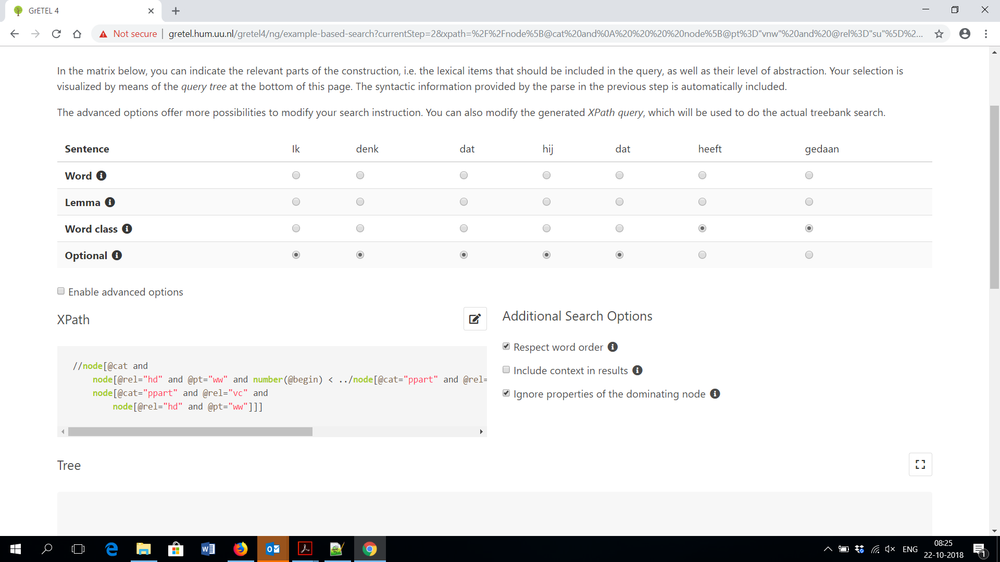 GrETEL 4
Not secure | gretel.hum.uu.nl/gretel4/ng/example-based-search?currentStep=2&xpath=%2F%2Fnode%5B@cat%20and%0A%20%20%20%20node%5B@pt%3D"vnw"%20and%20@rel%3D"su"%5D%2...
In the matrix below, you can indicate the relevant parts of the construction, i.e. the lexical items that should be included in the query, as well as their level of abstraction. Your selection is
visualized by means of the query tree at the bottom of this page. The syntactic information provided by the parse in the previous step is automatically included.
The advanced options offer more possibilities to modify your search instruction. You can also modify the generated XPath query, which will be used to do the actual treebank search.
Sentence Ik denk dat hij dat heeft gedaan
Word
Lemma
Word class
Optional
Enable advanced options
XPath
//node[@cat and
node[@rel="hd" and @pt="ww" and number(@begin) < ../node[@cat="ppart" and @rel=
node[@cat="ppart" and @rel="vc" and
node[@rel="hd" and @pt="ww"]]]
Additional Search Options
Respect word order
Include context in results
Ignore properties of the dominating node
Tree
ENG
08:25
22-10-2018
1